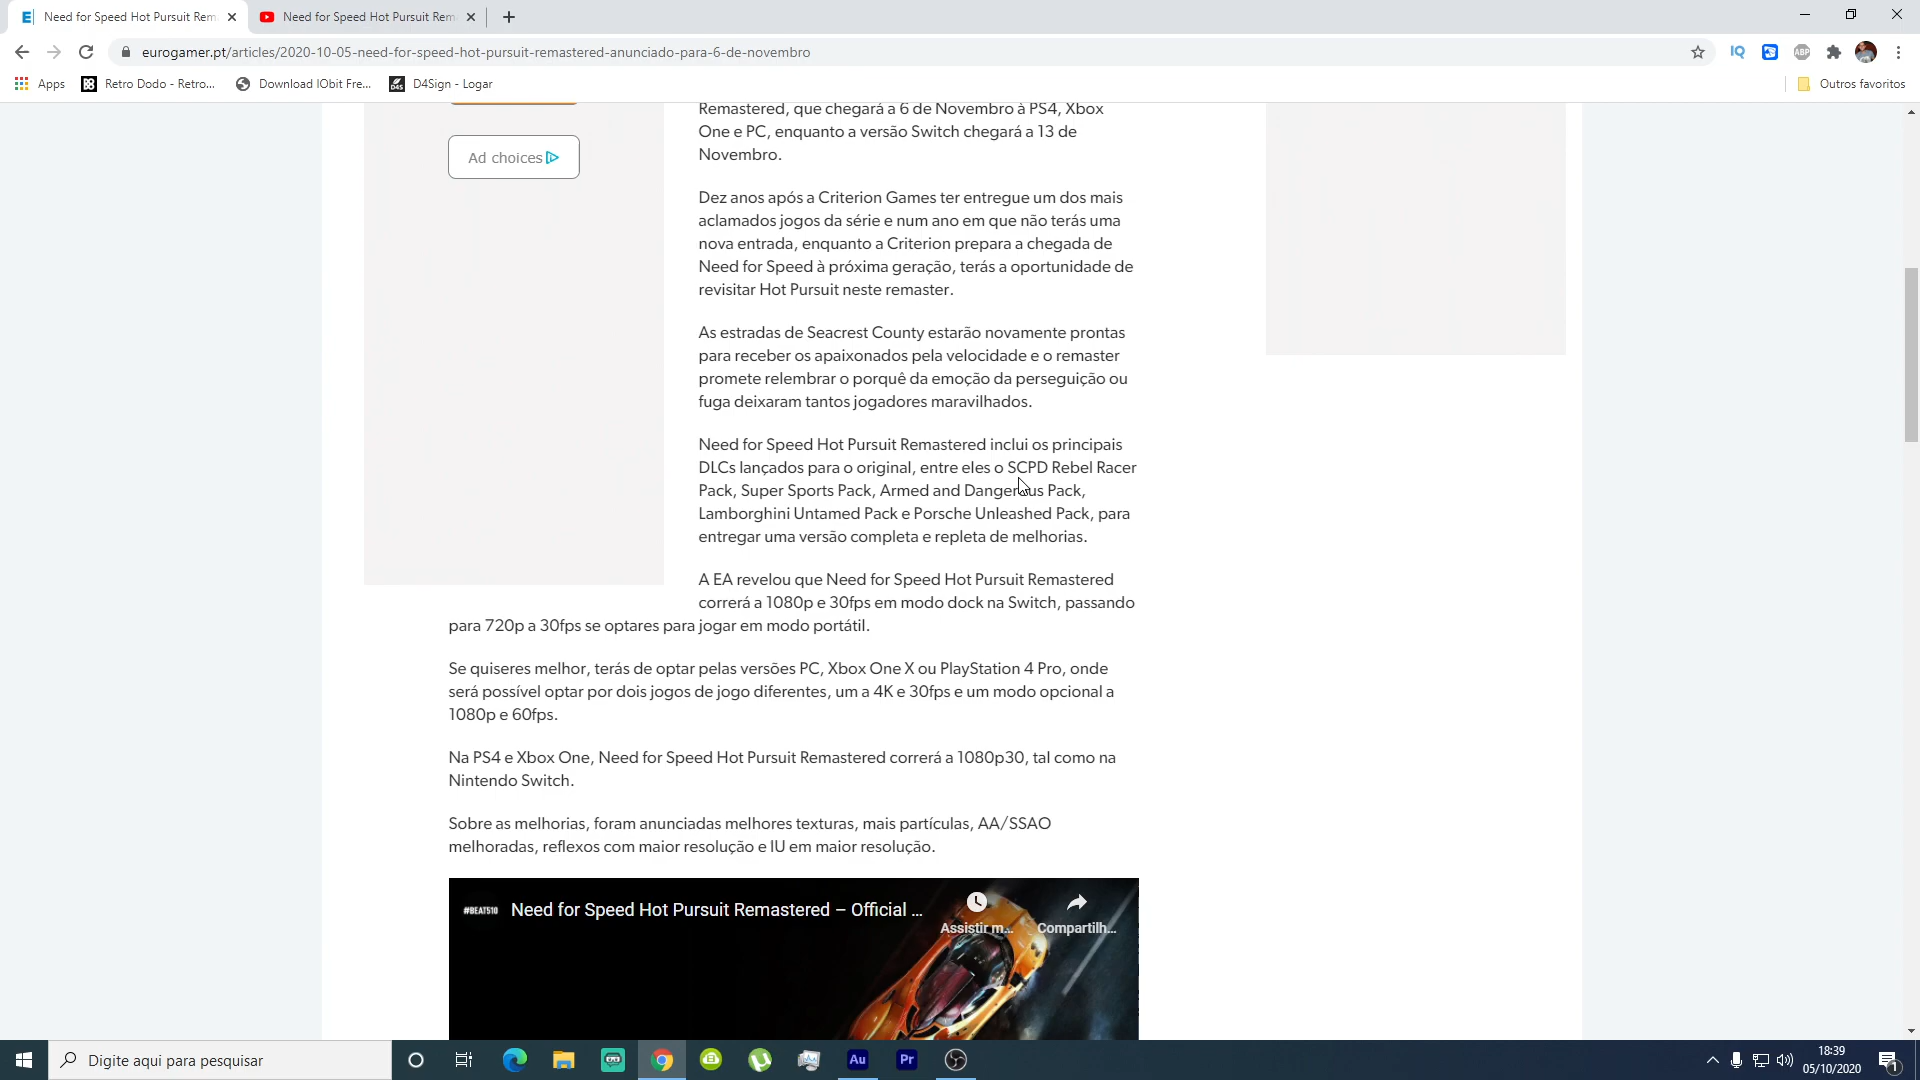 Need for Speed Hot Pursuit Rem
Need for Speed Hot Pursuit Rem
eurogamer.pt/articles/2020-10-05-need-for-speed-hot-pursuit-remastered-anunciado-para-6-de-novembro
IQ
ABP
Apps
Retro Dodo - Retro...
Download IObit Fre...
D4Sign - Logar
Outros favoritos
Ad choices
Remastered, que chegará a 6 de Novembro à PS4, Xbox
One e PC, enquanto a versão Switch chegará a 13 de
Novembro.
Dez anos após a Criterion Games ter entregue um dos mais
aclamados jogos da série e num ano em que não terás uma
nova entrada, enquanto a Criterion prepara a chegada de
Need for Speed à próxima geração, terás a oportunidade de
revisitar Hot Pursuit neste remaster.
As estradas de Seacrest County estarão novamente prontas
para receber os apaixonados pela velocidade e o remaster
promete relembrar o porquê da emoção da perseguição ou
fuga deixaram tantos jogadores maravilhados.
Need for Speed Hot Pursuit Remastered inclui os principais
DLCs lançados para o original, entre eles o SCPD Rebel Racer
Pack, Super Sports Pack, Armed and Dangerous Pack,
Lamborghini Untamed Pack e Porsche Unleashed Pack, para
entregar uma versão completa e repleta de melhorias.
A EA revelou que Need for Speed Hot Pursuit Remastered
correrá a 1080p e 30fps em modo dock na Switch, passando
para 720p a 30fps se optares para jogar em modo portátil.
Se quiseres melhor, terás de optar pelas versões PC, Xbox One X ou PlayStation 4 Pro, onde
será possível optar por dois jogos de jogo diferentes, um a 4K e 30fps e um modo opcional a
1080p e 60fps.
Na PS4 e Xbox One, Need for Speed Hot Pursuit Remastered correrá a 1080p30, tal como na
Nintendo Switch.
Sobre as melhorias, foram anunciadas melhores texturas, mais partículas, AA/SSAO
melhoradas, reflexos com maior resolução e IU em maior resolução.
#BEAT510
Need for Speed Hot Pursuit Remastered – Official ...
Assistir m...
Compartilh...
Digite aqui para pesquisar
Au
Pr
18:39
05/10/2020
1